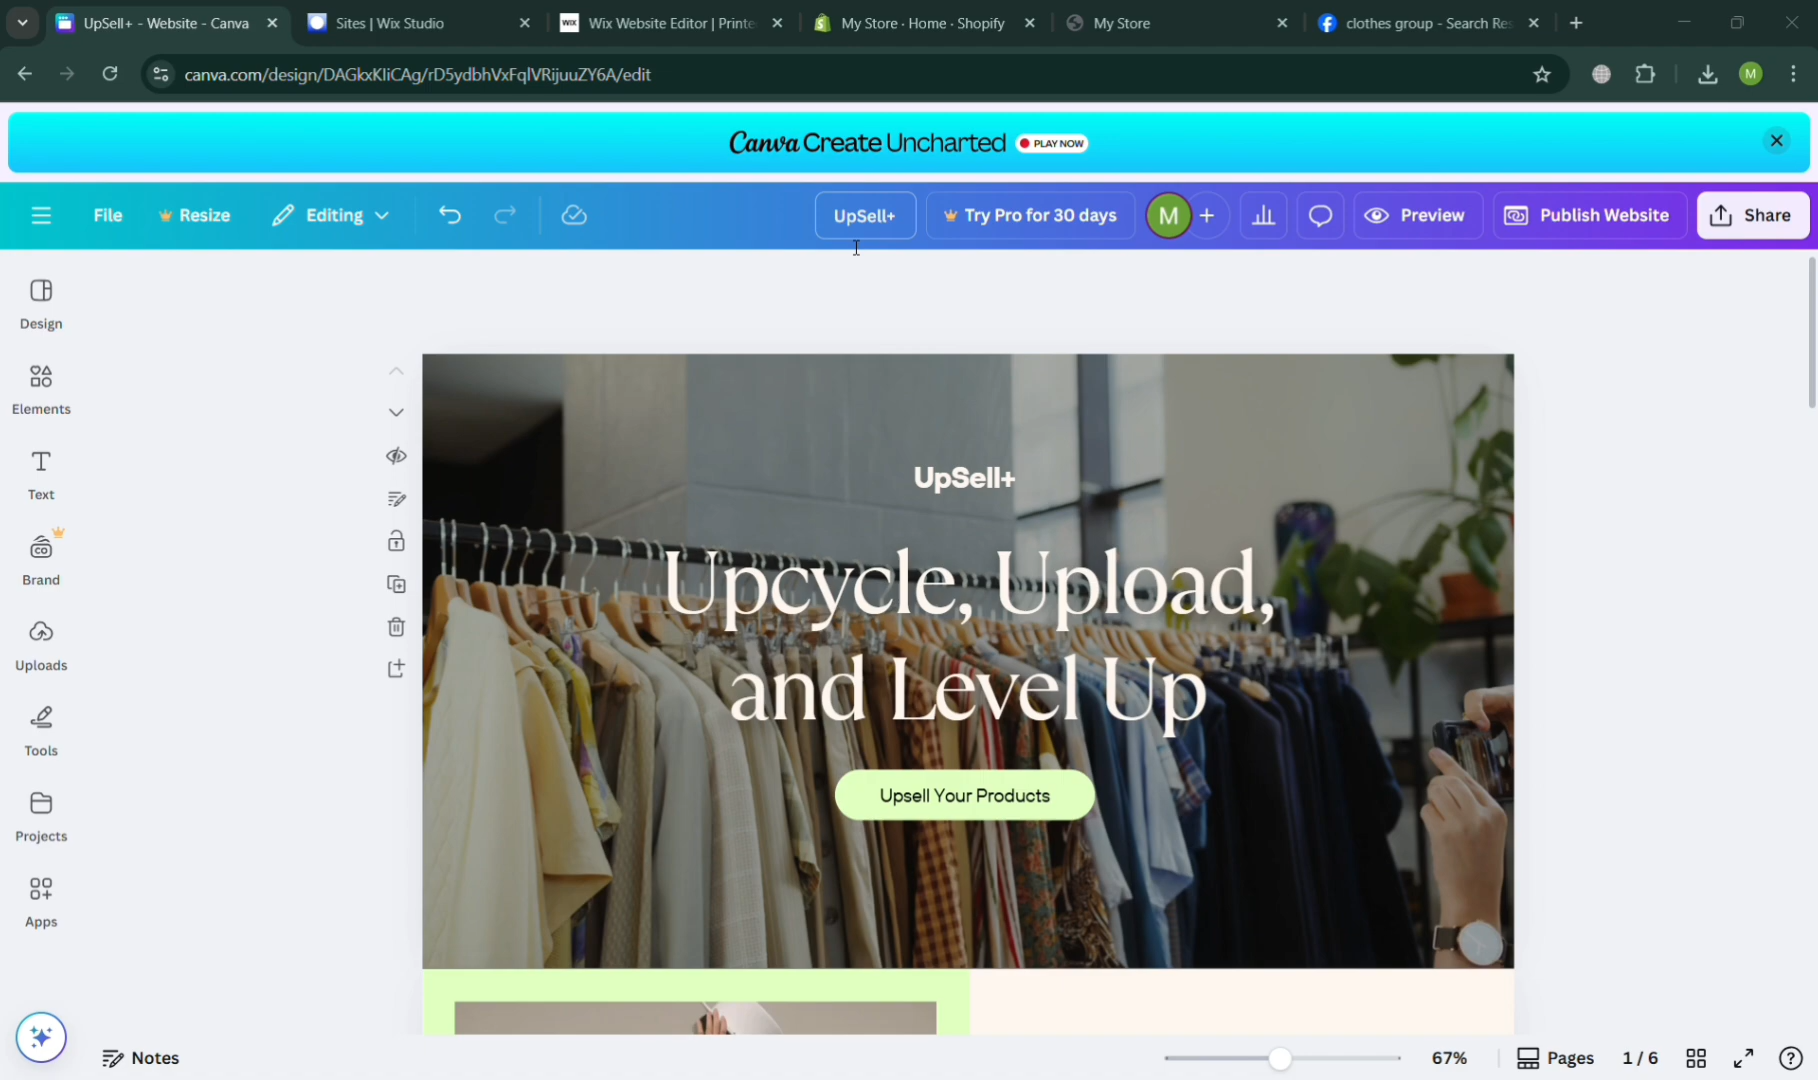 UpSell+ - Website - Canva
Sites | Wix Studio
WIX Wix Website Editor | Printe
My Store · Home · Shopify
My Store
clothes group - Search Res
canva.com/design/DAGkxKliCAg/rD5ydbhVxFqlVRijuuZY6A/edit
M
Canva Create Uncharted PLAY NOW
File
Resize
Editing
UpSell+
Try Pro for 30 days
M
Preview
Publish Website
Share
Design
Elements
Text
Brand
Uploads
Tools
Projects
Apps
UpSell+
Upcycle, Upload,
and Level Up
Upsell Your Products
Notes
67%
Pages
1 / 6